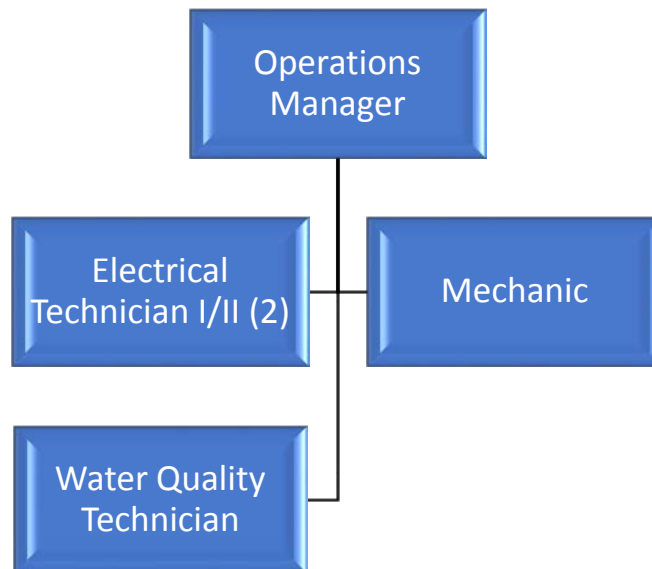 Operations
Manager
Electrical
Technician I/II (2)
Mechanic
Water Quality
Technician